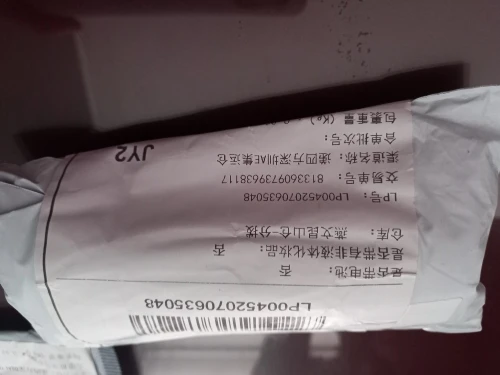 LP00452070635048
是否带电池: 否
是否带有非液体化妆品: 否
仓库: 燕文昆山仓-分拨
LP号: LP00452070635048
交易单号: 8133609739638117
渠道名称: 递四方深圳AE集运仓
合单批次号:
JY2
包裹重量 (Kg)